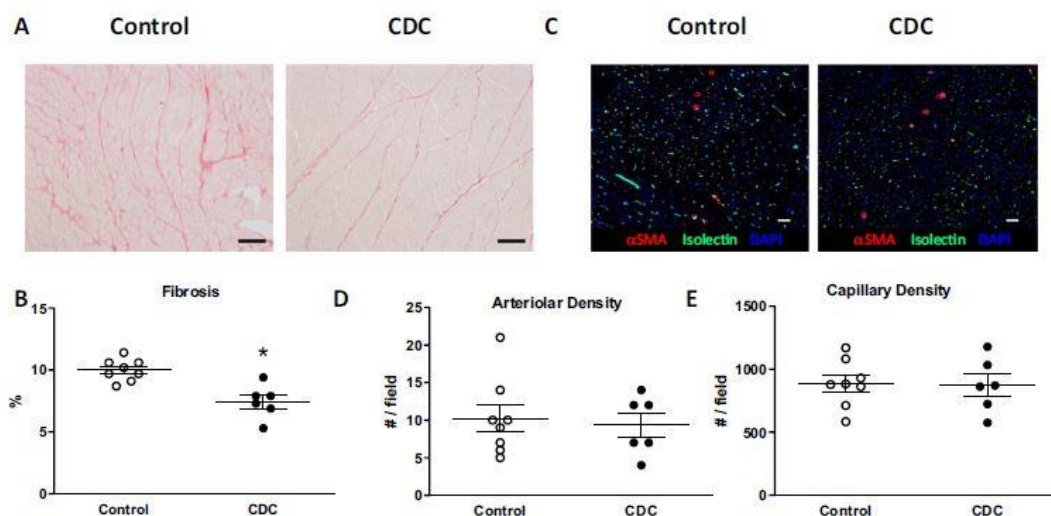 A Control CDC C Control CDC
αSMA Isolectin DAPI αSMA Isolectin DAPI
B Fibrosis
15
10
5
0
%
*
Control CDC
D Arteriolar Density
25
20
15
10
5
0
# / field
Control CDC
E Capillary Density
1500
1000
500
0
# / field
Control CDC